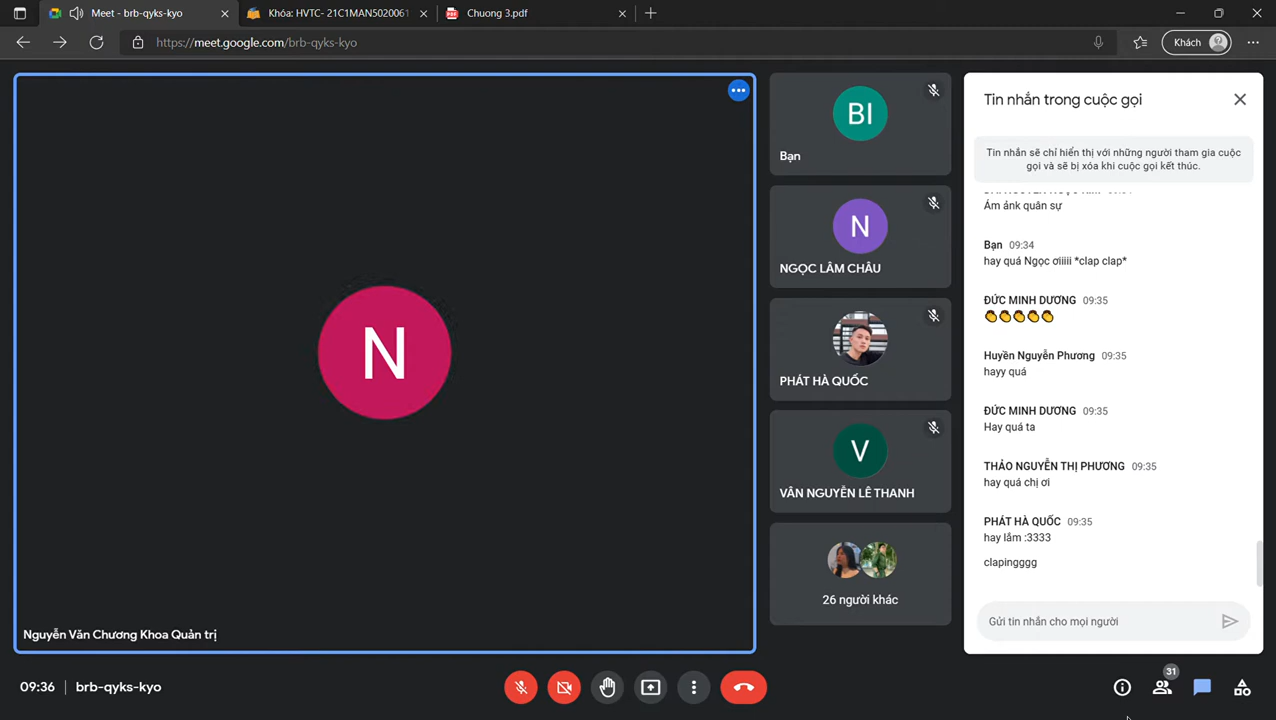 Meet - brb-qyks-kyo
Khóa: HVTC- 21C1MAN5020061
Chuong 3.pdf
https://meet.google.com/brb-qyks-kyo
Khách
N
Nguyễn Văn Chương Khoa Quản trị
BI
Bạn
N
NGỌC LÂM CHÂU
PHÁT HÀ QUỐC
V
VÂN NGUYỄN LÊ THANH
26 người khác
Tin nhắn trong cuộc gọi
Tin nhắn sẽ chỉ hiển thị với những người tham gia cuộc
gọi và sẽ bị xóa khi cuộc gọi kết thúc.
Ám ảnk quân sự
Bạn 09:34
hay quá Ngọc ơiiiii *clap clap*
ĐỨC MINH DƯƠNG 09:35
👏👏👏👏👏
Huyền Nguyễn Phương 09:35
hayy quá
ĐỨC MINH DƯƠNG 09:35
Hay quá ta
THẢO NGUYỄN THỊ PHƯƠNG 09:35
hay quá chị ơi
PHÁT HÀ QUỐC 09:35
hay lắm :3333
clapingggg
Gửi tin nhắn cho mọi người
09:36 | brb-qyks-kyo
31